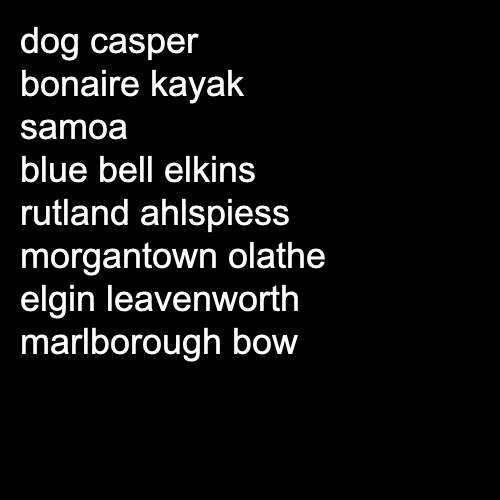 dog casper
bonaire kayak
samoa
blue bell elkins
rutland ahlspiess
morgantown olathe
elgin leavenworth
marlborough bow